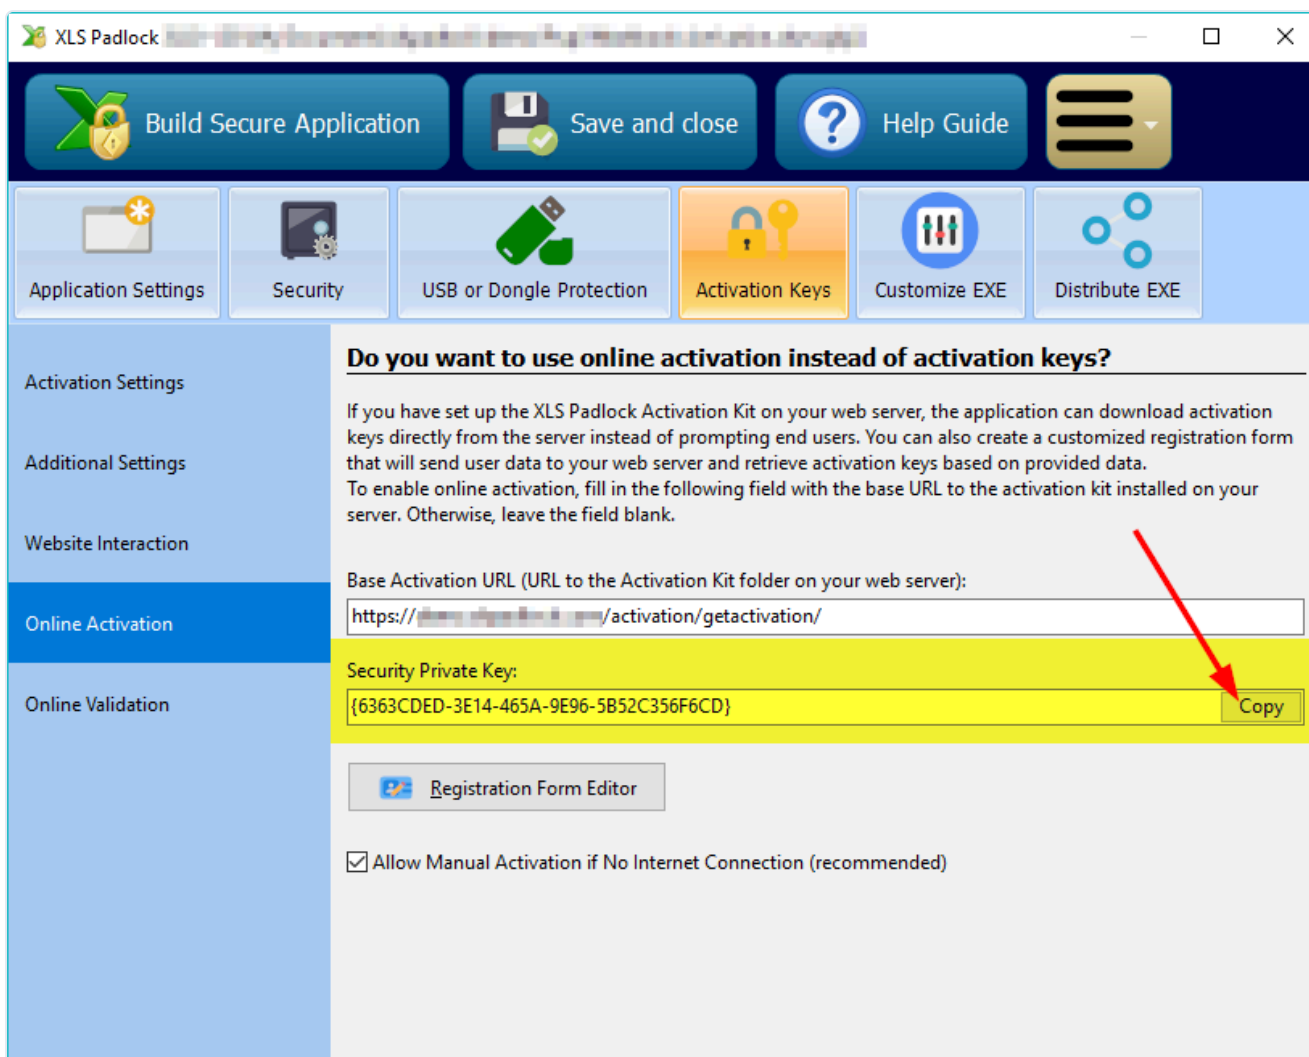 XLS Padlock
Build Secure Application
Save and close
Help Guide
Application Settings
Security
USB or Dongle Protection
Activation Keys
Customize EXE
Distribute EXE
Activation Settings
Additional Settings
Website Interaction
Online Activation
Online Validation
Do you want to use online activation instead of activation keys?
If you have set up the XLS Padlock Activation Kit on your web server, the application can download activation
keys directly from the server instead of prompting end users. You can also create a customized registration form
that will send user data to your web server and retrieve activation keys based on provided data.
To enable online activation, fill in the following field with the base URL to the activation kit installed on your
server. Otherwise, leave the field blank.
Base Activation URL (URL to the Activation Kit folder on your web server):
https:// /activation/getactivation/
Security Private Key:
{6363CDED-3E14-465A-9E96-5B52C356F6CD}
Copy
Registration Form Editor
Allow Manual Activation if No Internet Connection (recommended)